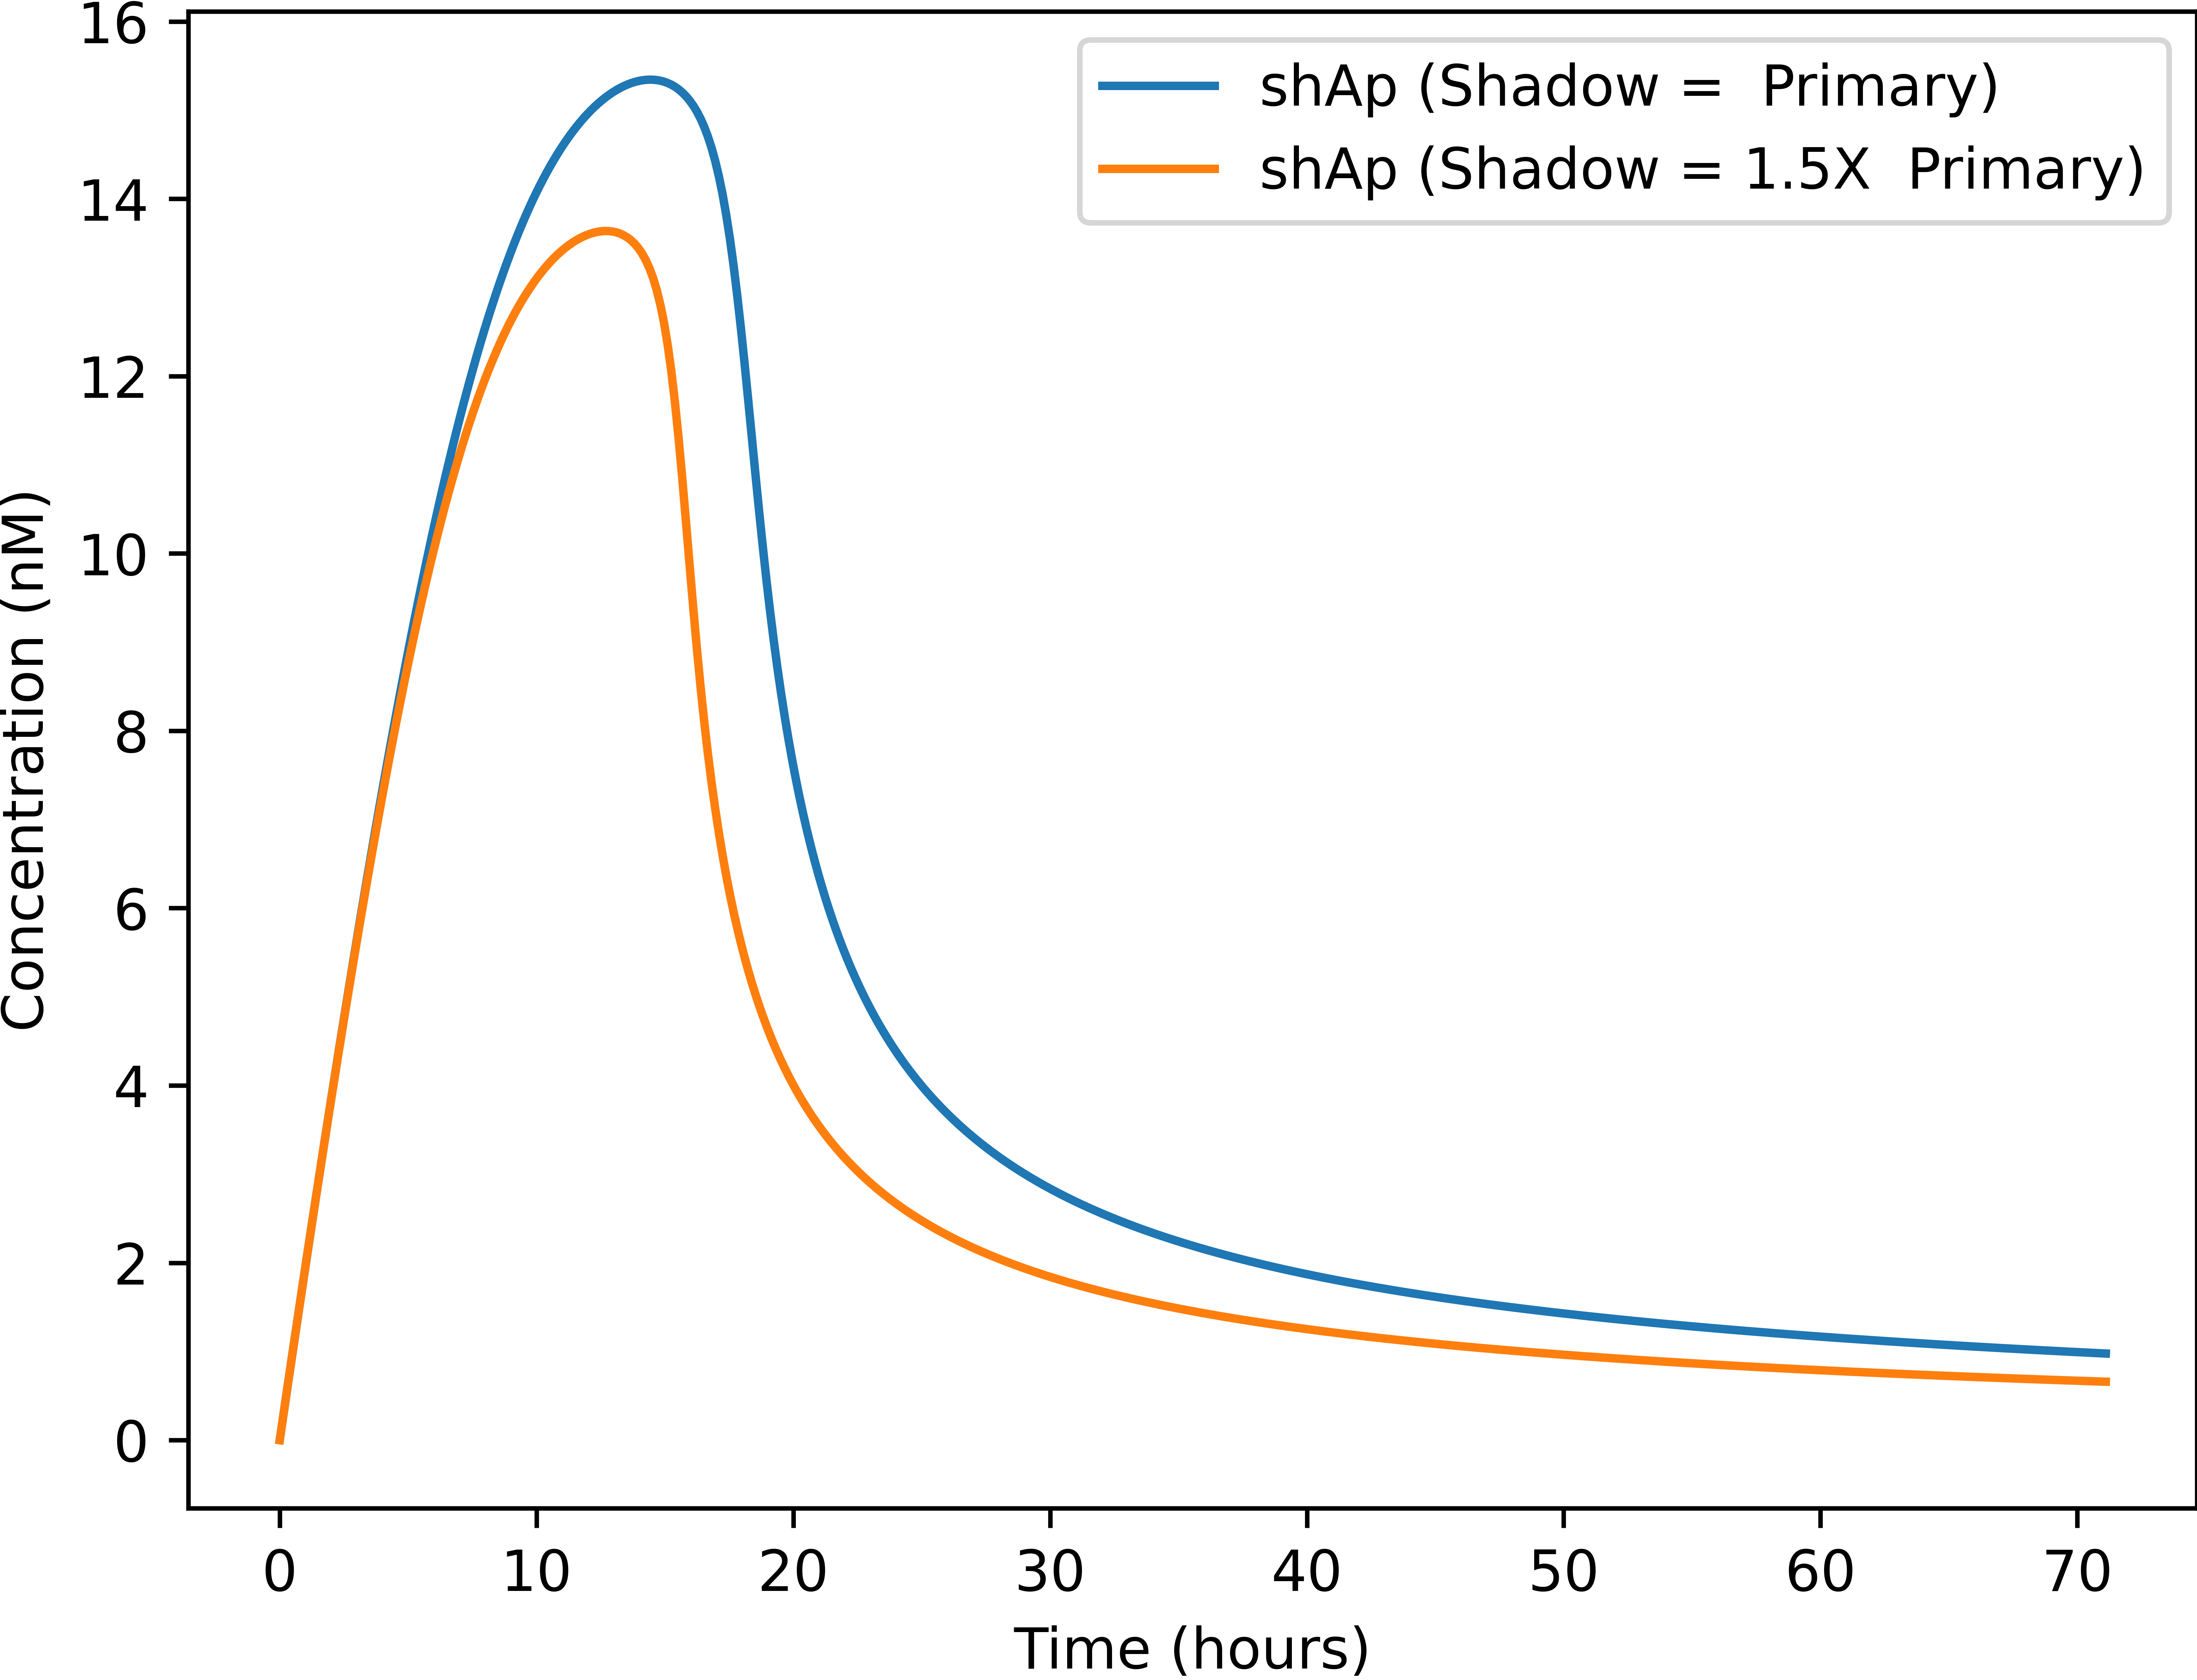 16
14
12
10
8
6
4
2
0
Concentration (nM)
shAp (Shadow =  Primary)
shAp (Shadow = 1.5X  Primary)
0 10 20 30 40 50 60 70
Time (hours)